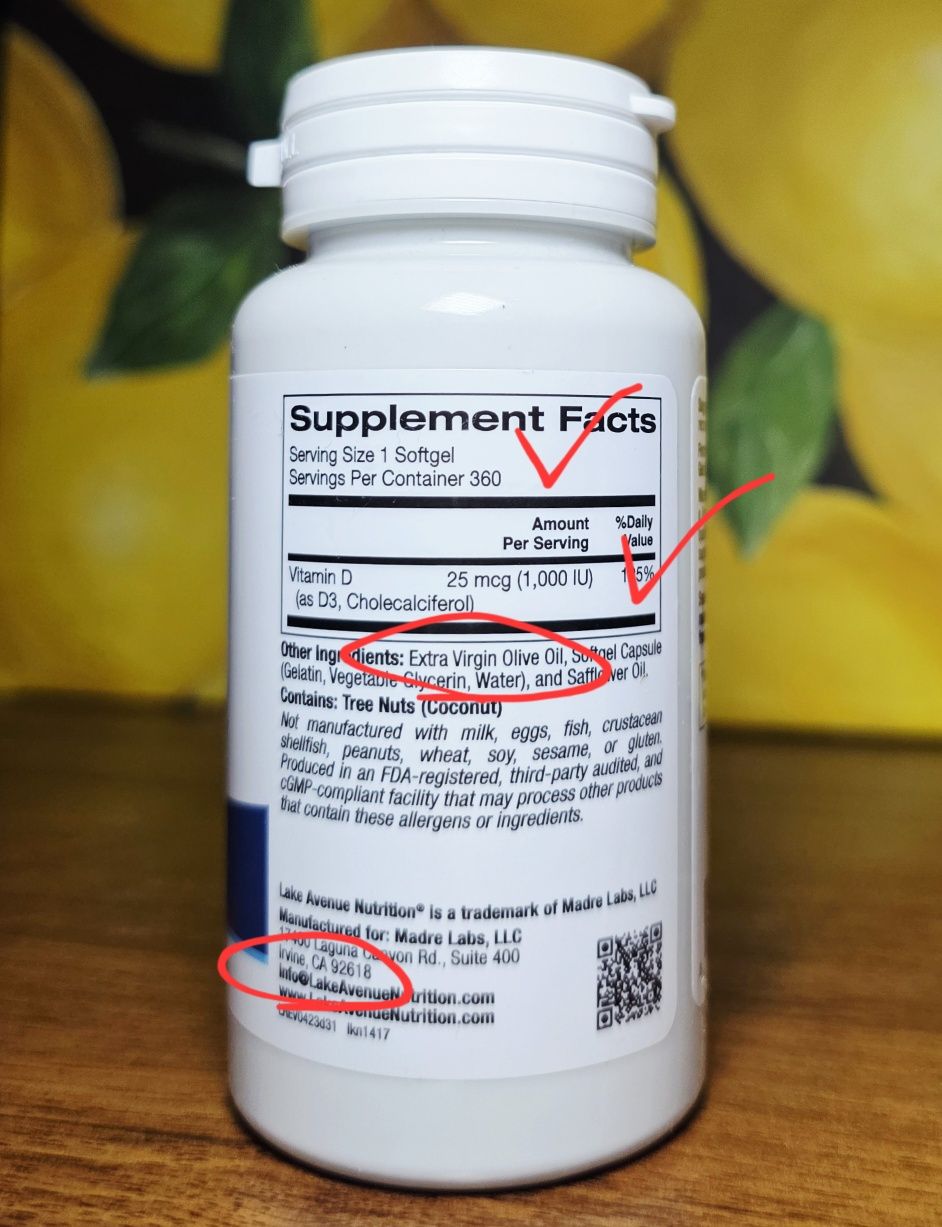 Supplement Facts
Serving Size 1 Softgel
Servings Per Container 360
Amount Per Serving
%Daily Value
Vitamin D 25 mcg (1,000 IU)
(as D3, Cholecalciferol)
Other Ingredients: Extra Virgin Olive Oil, Softgel Capsule
(Gelatin, Vegetable Glycerin, Water), and Safflower Oil.
Contains: Tree Nuts (Coconut)
Not manufactured with milk, eggs, fish, crustacean
shellfish, peanuts, wheat, soy, sesame, or gluten.
Produced in an FDA-registered, third-party audited, and
cGMP-compliant facility that may process other products
that contain these allergens or ingredients.
Lake Avenue Nutrition® is a trademark of Madre Labs, LLC
Manufactured for: Madre Labs, LLC
17400 Laguna Canyon Rd., Suite 400
Irvine, CA 92618
Info@LakeAvenueNutrition.com
www.LakeAvenueNutrition.com
lkn1417